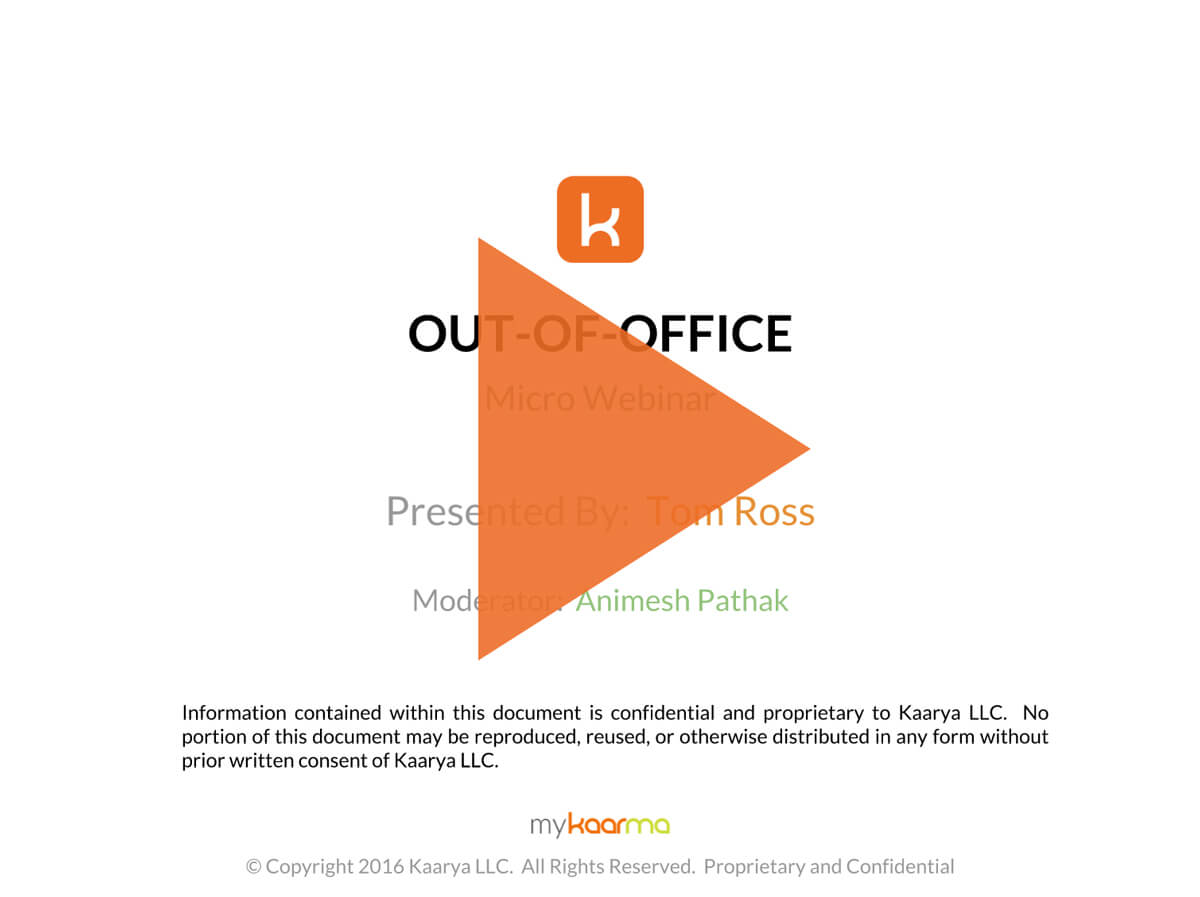 k
OUT-OF-OFFICE
Micro Webinar
Presented By:  Tom Ross
Moderator:  Animesh Pathak
Information contained within this document is confidential and proprietary to Kaarya LLC.  No
portion of this document may be reproduced, reused, or otherwise distributed in any form without
prior written consent of Kaarya LLC.
mykaarma
© Copyright 2016 Kaarya LLC.  All Rights Reserved.  Proprietary and Confidential